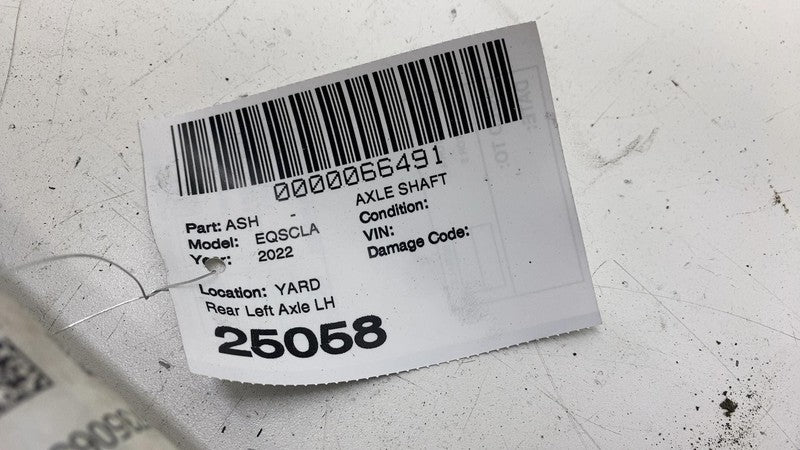 0000066491
Part: ASH - AXLE SHAFT
Model: EQSCLA Condition:
Year: 2022 VIN:
Damage Code:
Location: YARD
Rear Left Axle LH
25058